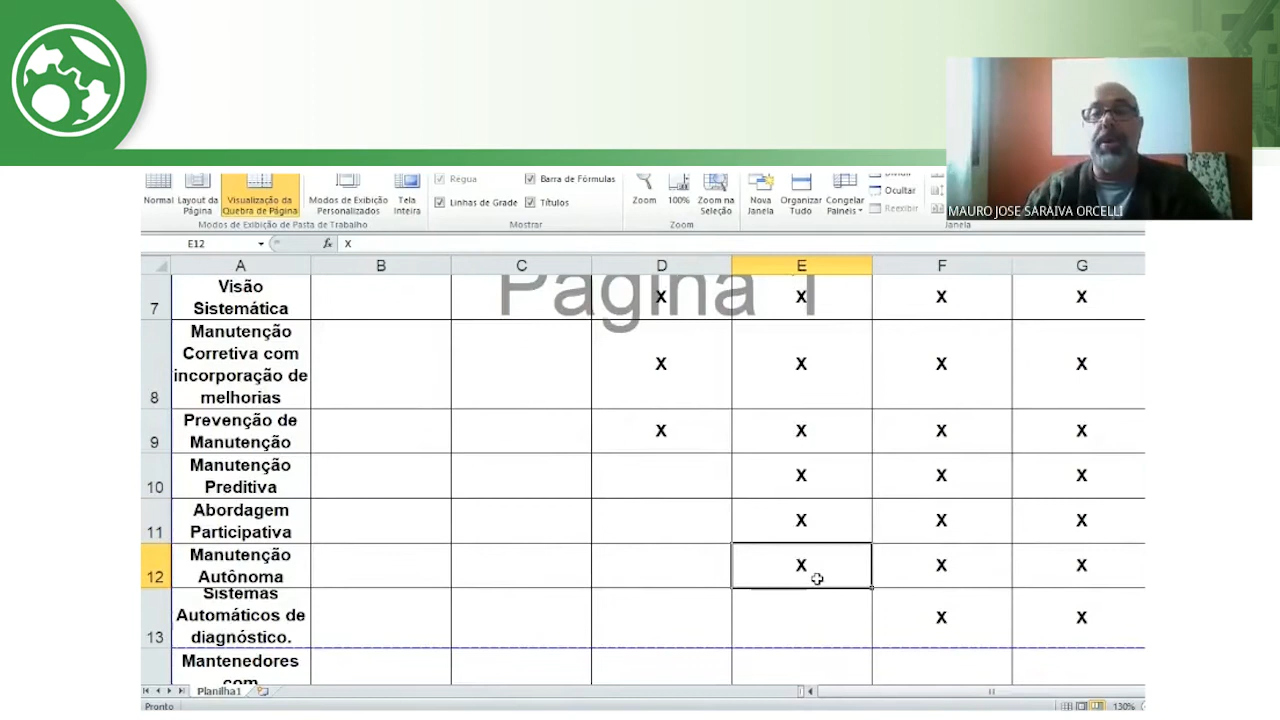 MAURO JOSE SARAIVA ORCELLI
Normal
Layout da
Página
Visualização da
Quebra de Página
Modos de Exibição
Personalizados
Tela
Inteira
Modos de Exibição de Pasta de Trabalho
Régua
Barra de Fórmulas
Linhas de Grade
Títulos
Mostrar
Zoom
100%
Zoom na
Seleção
Zoom
Nova
Janela
Organizar
Tudo
Congelar
Painéis
Dividir
Ocultar
Reexibir
Janela
E12
fx X
A B C D E F G
Página 1
7 Visão
Sistemática X X X X
8 Manutenção
Corretiva com
incorporação de
melhorias X X X X
9 Prevenção de
Manutenção X X X X
10 Manutenção
Preditiva X X X
11 Abordagem
Participativa X X X
12 Manutenção
Autônoma X X X
13 Sistemas
Automáticos de
diagnóstico. X X
Mantenedores
com
Planilha1
Pronto
130%